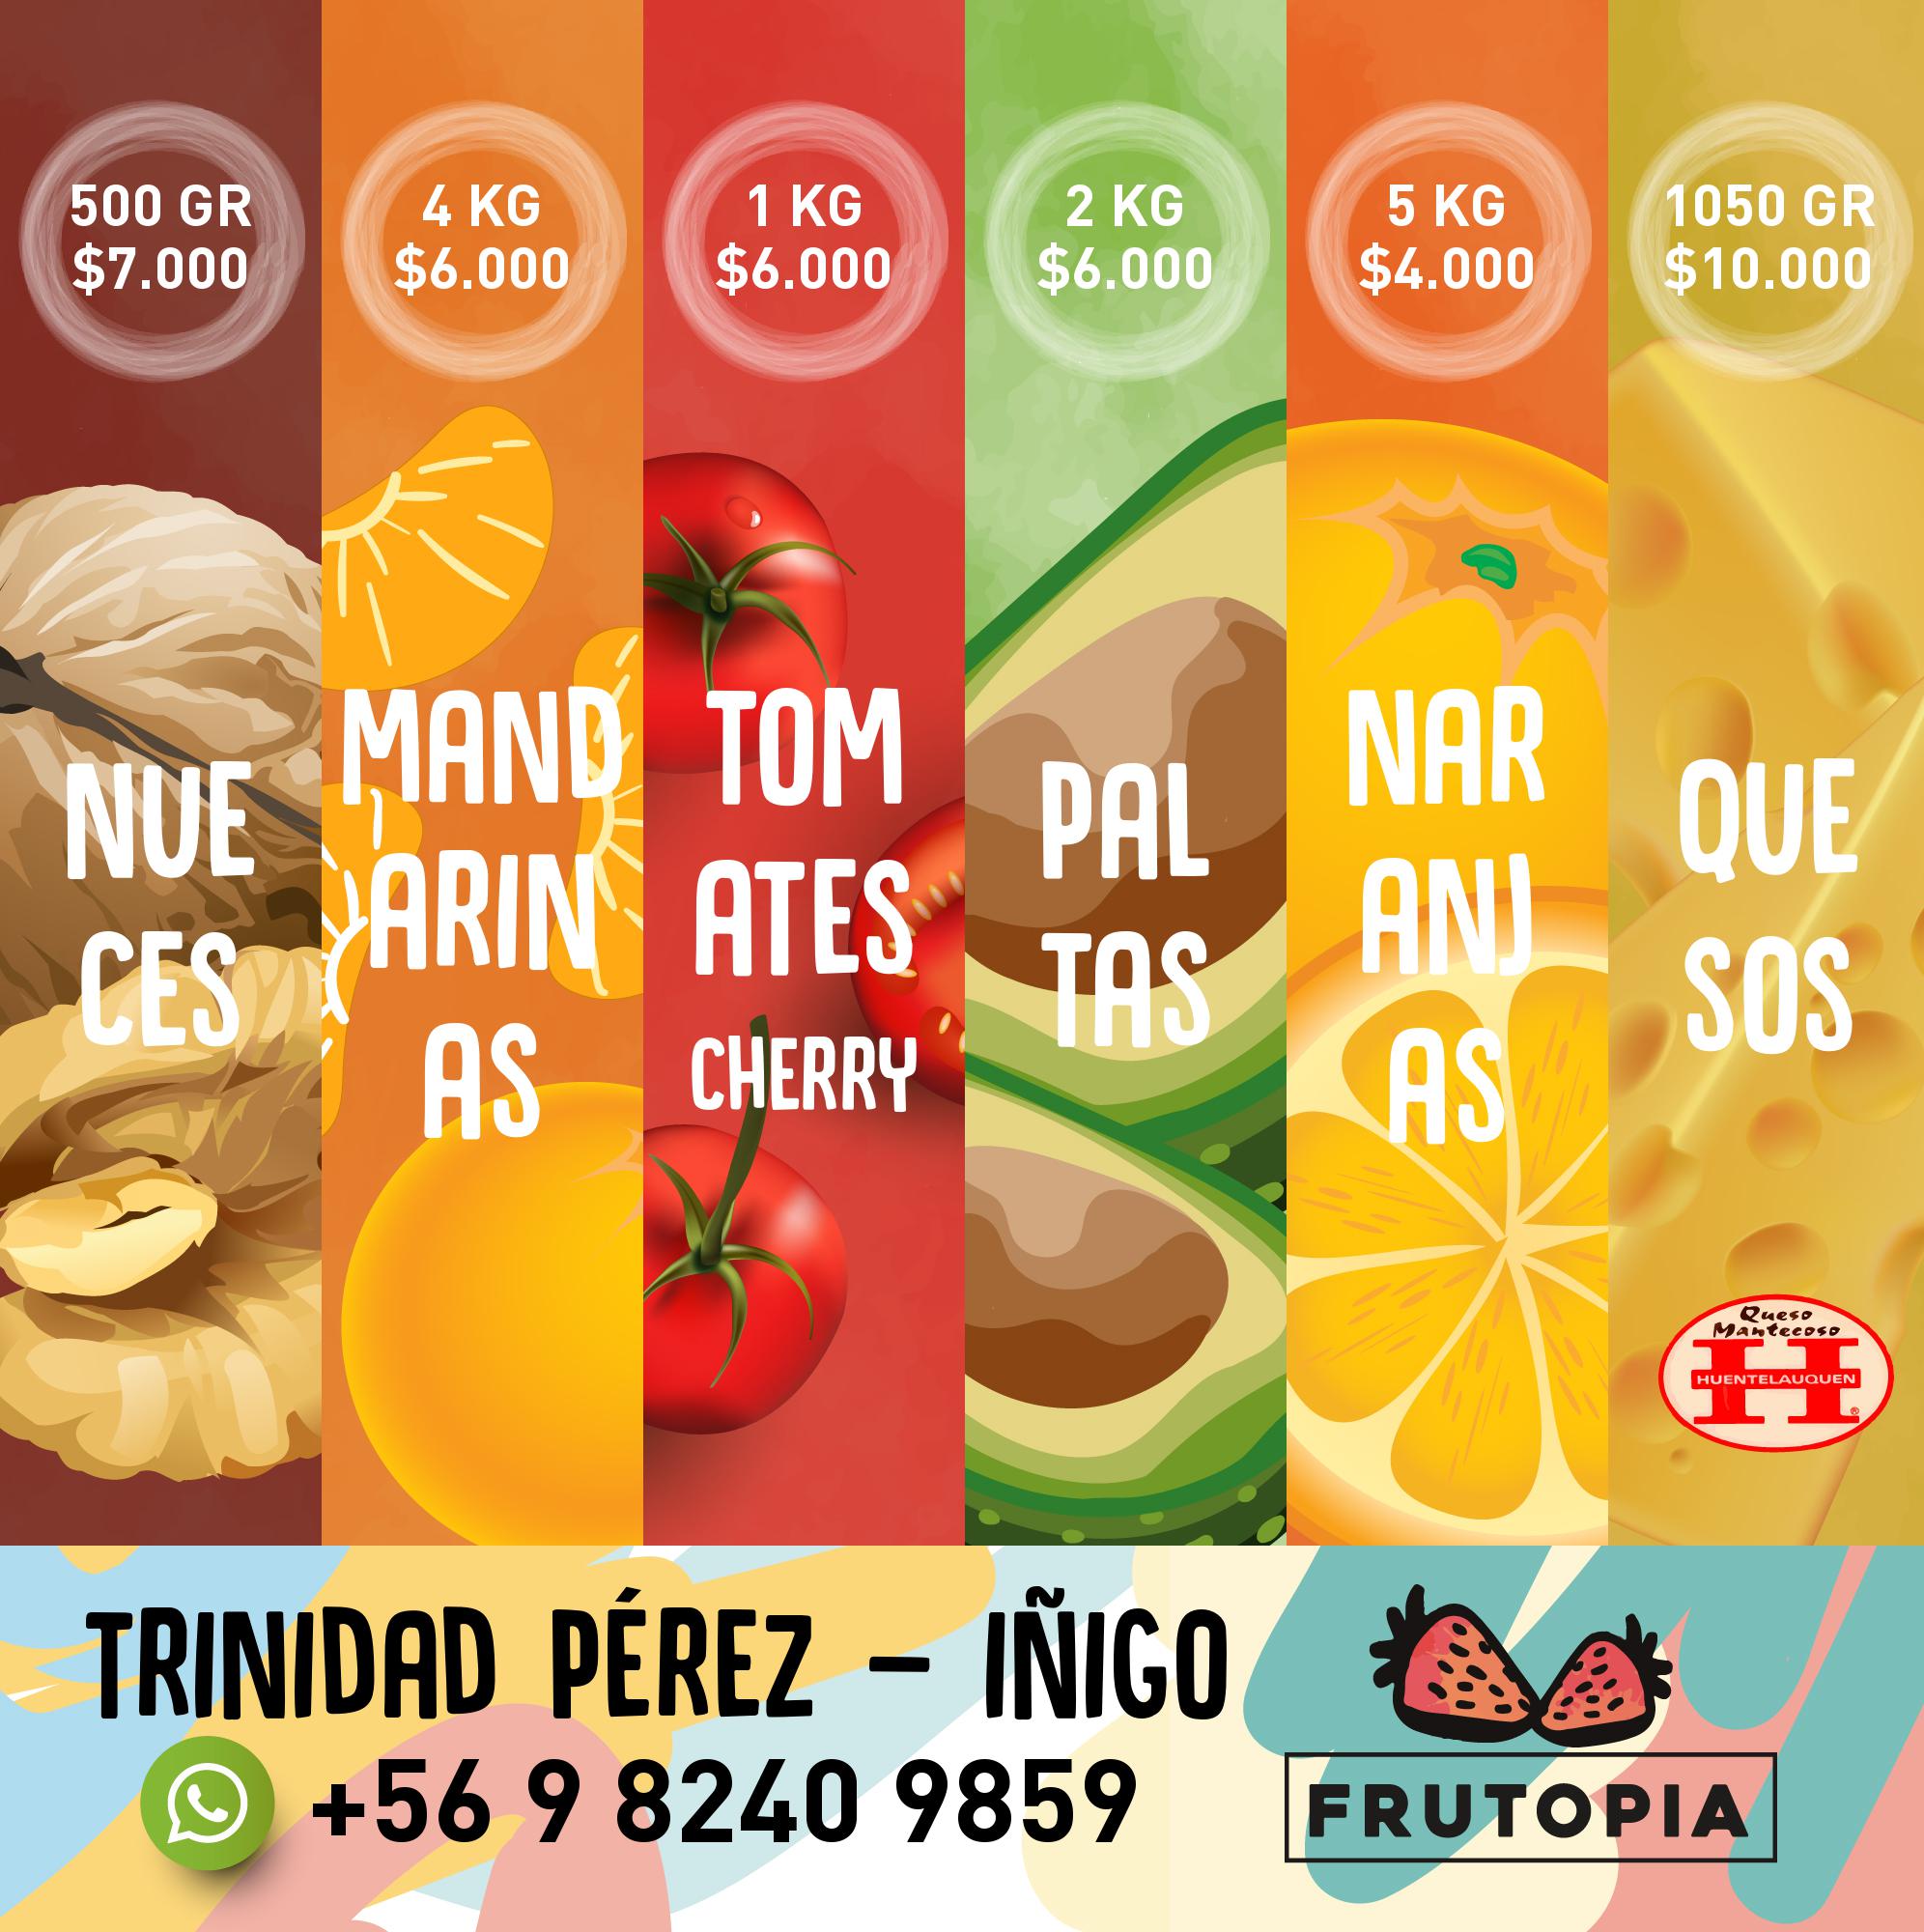 500 GR
$7.000
NUE
CES
4 KG
$6.000
MAND
ARIN
AS
1 KG
$6.000
TOM
ATES
CHERRY
2 KG
$6.000
PAL
TAS
5 KG
$4.000
NAR
ANJ
AS
1050 GR
$10.000
QUE
SOS
Queso
Mantecoso
H
HUENTELAUQUEN
®
TRINIDAD PÉREZ - IÑIGO
+56 9 8240 9859
FRUTOPIA